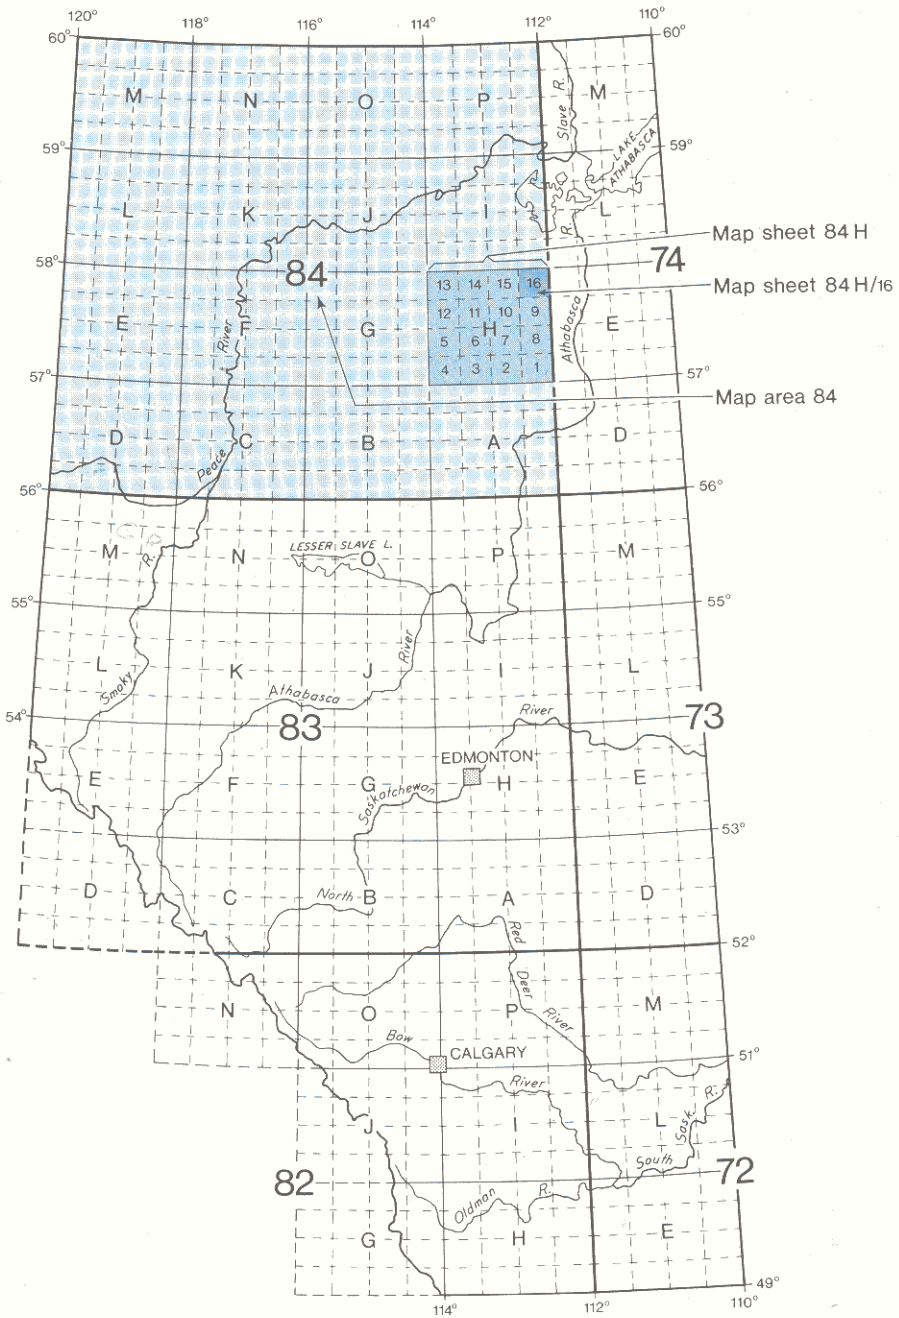 120° 118° 116° 114° 112° 110°
60° 60°
M N O P M
Slave R.
LAKE
ATHABASCA
59° 59°
L K J I L
R.
Map sheet 84 H
58° 84 74
13 14 15 16
Map sheet 84 H/16
12 11 10 9
E F G H E
River
Athabasca
5 6 7 8
4 3 2 1
57° 57°
Map area 84
D C B A D
Peace
56° 56°
LESSER SLAVE L.
M N O P M
R.
55° 55°
River
L K J I L
Smoky
Athabasca
54° 83 River 73
EDMONTON
E F G H E
Saskatchewan
53°
D C North B A D
Red
52°
Deer
N O P M
River
Bow
CALGARY
51°
River
R.
J I L
Sask.
South
82 72
Oldman R.
G H E
49°
114° 112° 110°